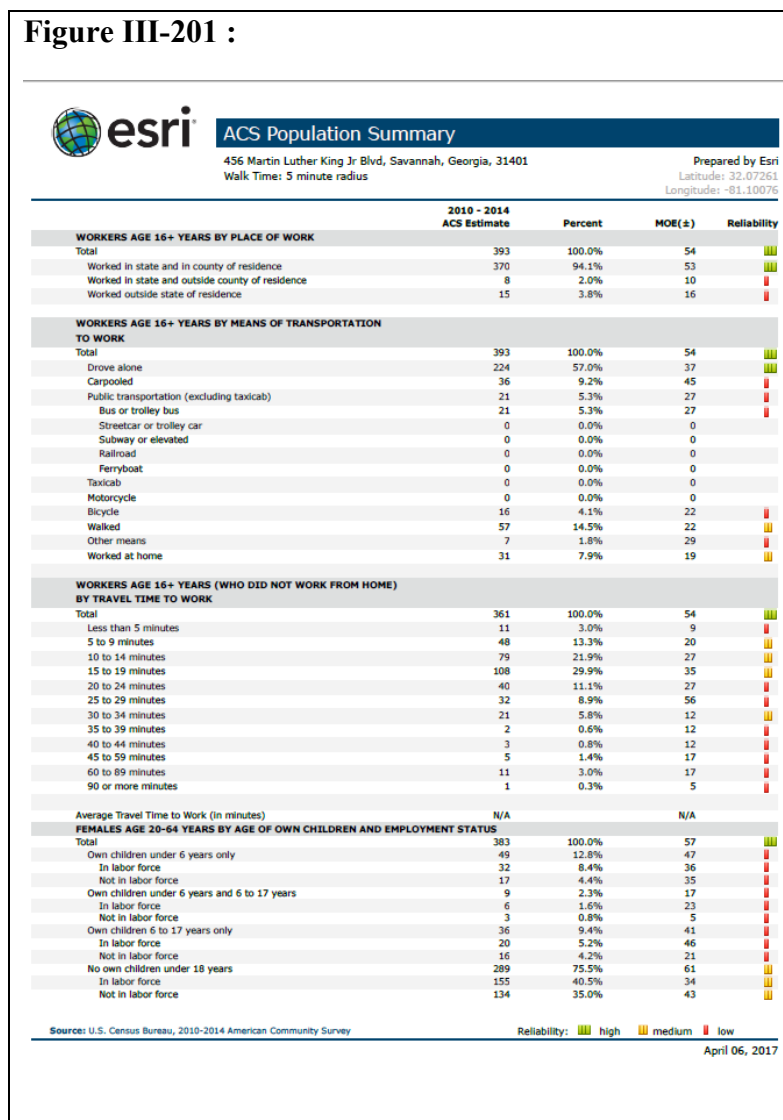 Figure III-201 :
esri
ACS Population Summary
456 Martin Luther King Jr Blvd, Savannah, Georgia, 31401 Prepared by Esri
Walk Time: 5 minute radius Latitude: 32.07261
Longitude: -81.10076
2010 - 2014
ACS Estimate Percent MOE(±) Reliability
WORKERS AGE 16+ YEARS BY PLACE OF WORK
Total 393 100.0% 54
Worked in state and in county of residence 370 94.1% 53
Worked in state and outside county of residence 8 2.0% 10
Worked outside state of residence 15 3.8% 16
WORKERS AGE 16+ YEARS BY MEANS OF TRANSPORTATION
TO WORK
Total 393 100.0% 54
Drove alone 224 57.0% 37
Carpooled 36 9.2% 45
Public transportation (excluding taxicab) 21 5.3% 27
Bus or trolley bus 21 5.3% 27
Streetcar or trolley car 0 0.0% 0
Subway or elevated 0 0.0% 0
Railroad 0 0.0% 0
Ferryboat 0 0.0% 0
Taxicab 0 0.0% 0
Motorcycle 0 0.0% 0
Bicycle 16 4.1% 22
Walked 57 14.5% 22
Other means 7 1.8% 29
Worked at home 31 7.9% 19
WORKERS AGE 16+ YEARS (WHO DID NOT WORK FROM HOME)
BY TRAVEL TIME TO WORK
Total 361 100.0% 54
Less than 5 minutes 11 3.0% 9
5 to 9 minutes 48 13.3% 20
10 to 14 minutes 79 21.9% 27
15 to 19 minutes 108 29.9% 35
20 to 24 minutes 40 11.1% 27
25 to 29 minutes 32 8.9% 56
30 to 34 minutes 21 5.8% 12
35 to 39 minutes 2 0.6% 12
40 to 44 minutes 3 0.8% 12
45 to 59 minutes 5 1.4% 17
60 to 89 minutes 11 3.0% 17
90 or more minutes 1 0.3% 5
Average Travel Time to Work (in minutes) N/A N/A
FEMALES AGE 20-64 YEARS BY AGE OF OWN CHILDREN AND EMPLOYMENT STATUS
Total 383 100.0% 57
Own children under 6 years only 49 12.8% 47
In labor force 32 8.4% 36
Not in labor force 17 4.4% 35
Own children under 6 years and 6 to 17 years 9 2.3% 17
In labor force 6 1.6% 23
Not in labor force 3 0.8% 5
Own children 6 to 17 years only 36 9.4% 41
In labor force 20 5.2% 46
Not in labor force 16 4.2% 21
No own children under 18 years 289 75.5% 61
In labor force 155 40.5% 34
Not in labor force 134 35.0% 43
Source: U.S. Census Bureau, 2010-2014 American Community Survey Reliability: high medium low
April 06, 2017